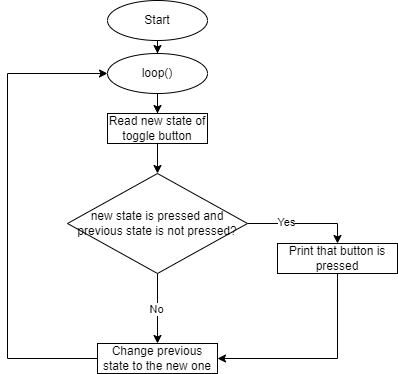 Start
loop()
Read new state of
toggle button
new state is pressed and
previous state is not pressed?
Yes
Print that button is
pressed
No
Change previous
state to the new one